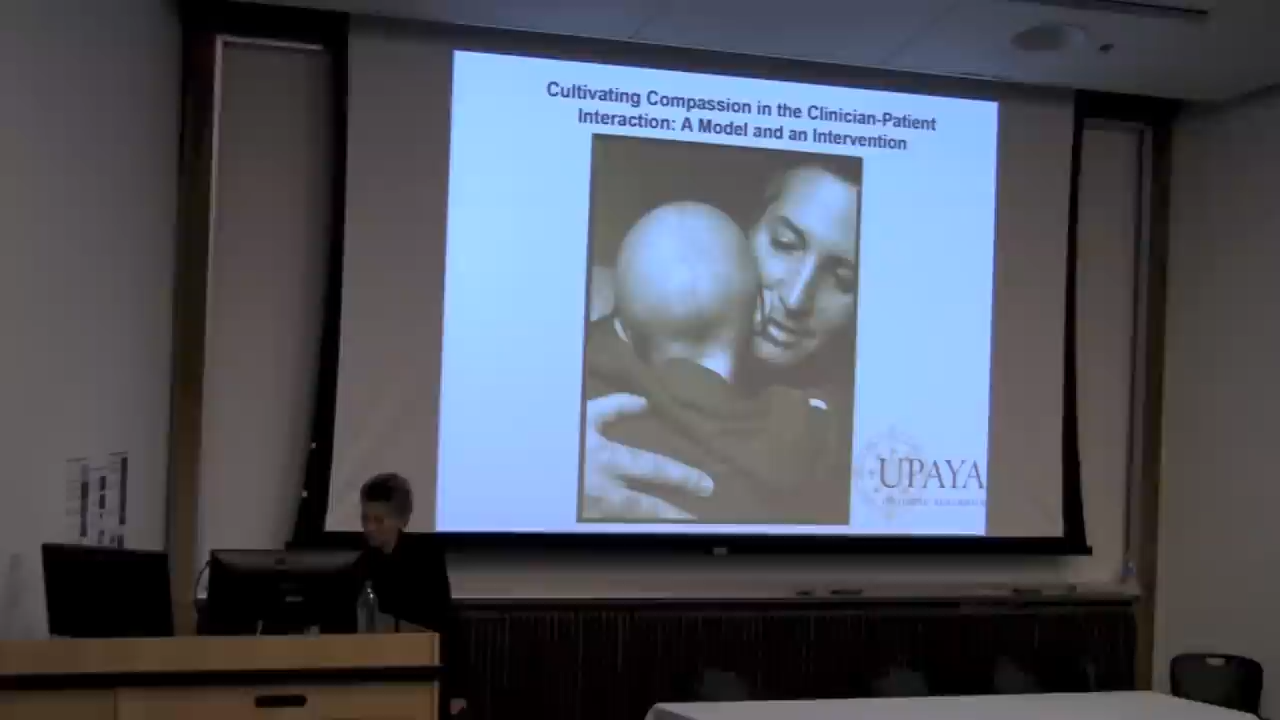 Cultivating Compassion in the Clinician-Patient
Interaction: A Model and an Intervention
UPAYA